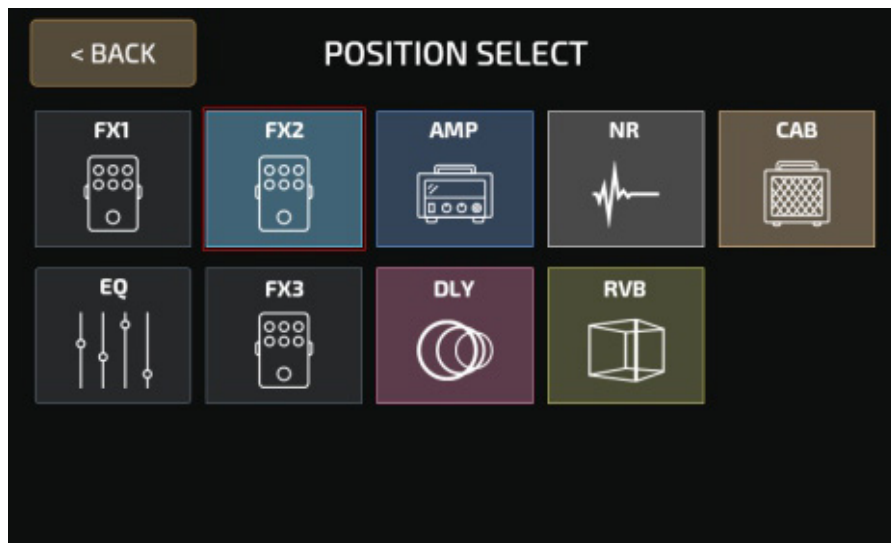 < BACK
POSITION SELECT
FX1
FX2
AMP
NR
CAB
EQ
FX3
DLY
RVB